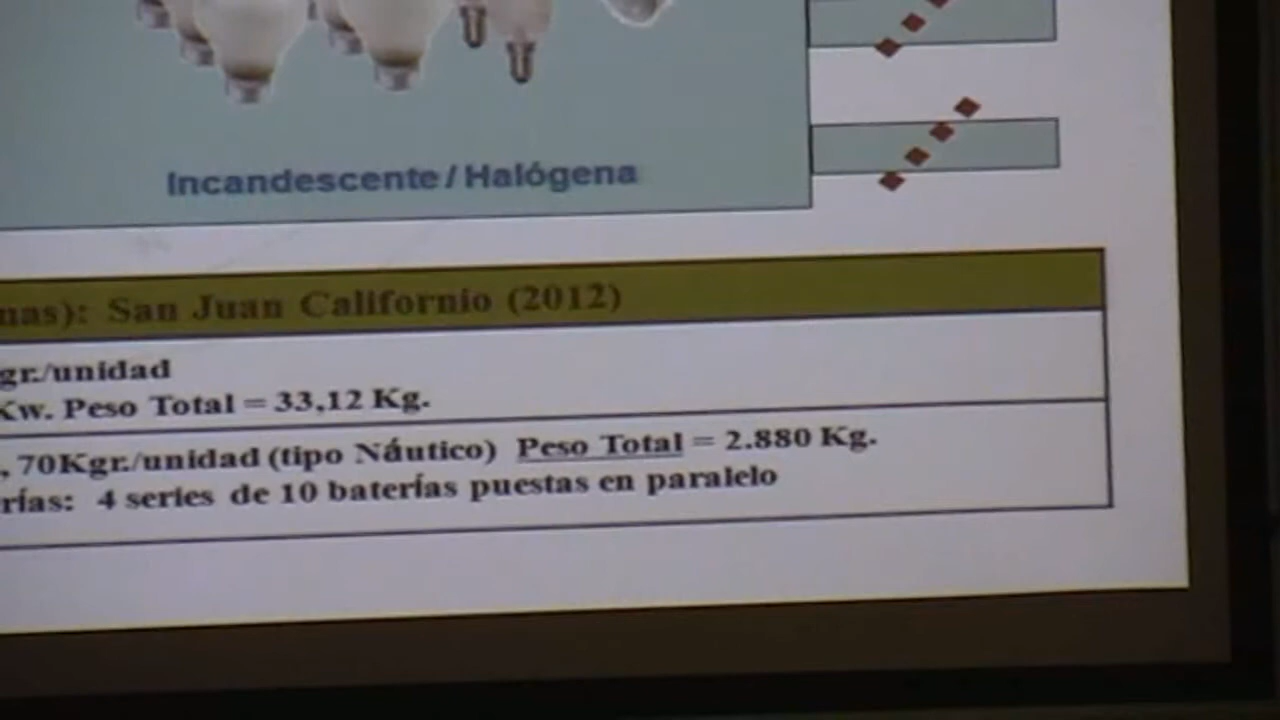 Incandescente / Halógena
nas): San Juan Californio (2012)
gr./unidad
Kw. Peso Total = 33,12 Kg.
, 70Kgr./unidad (tipo Náutico) Peso Total = 2.880 Kg.
rías: 4 series de 10 baterías puestas en paralelo